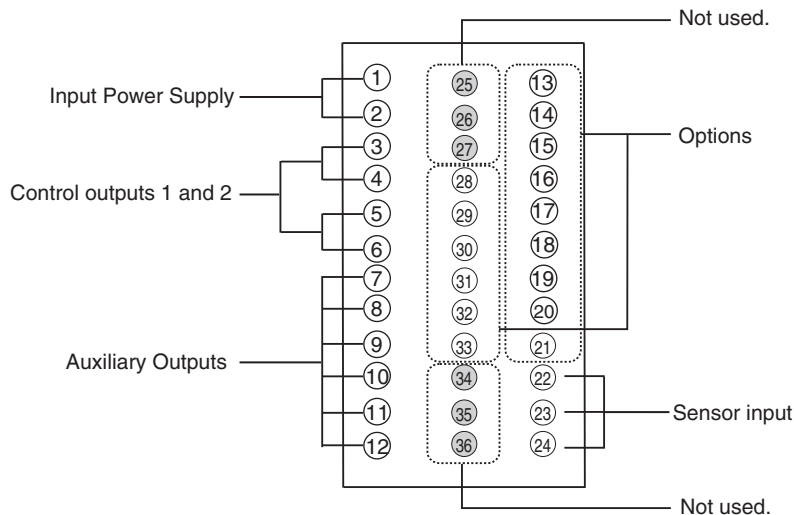 Not used.
1 25 13
Input Power Supply
2 26 14
3 27 15
Options
4 28 16
Control outputs 1 and 2
5 29 17
6 30 18
7 31 19
8 32 20
9 33 21
Auxiliary Outputs
10 34 22
11 35 23
Sensor input
12 36 24
Not used.